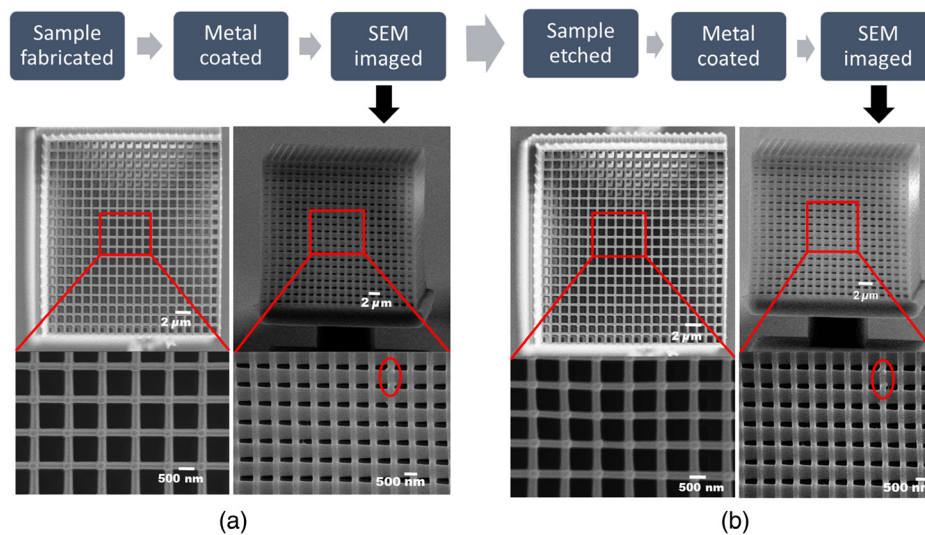 Sample
fabricated
Metal
coated
SEM
imaged
Sample
etched
Metal
coated
SEM
imaged
2 µm
2 µm
2 µm
2 µm
500 nm
500 nm
500 nm
500 nm
(a)
(b)